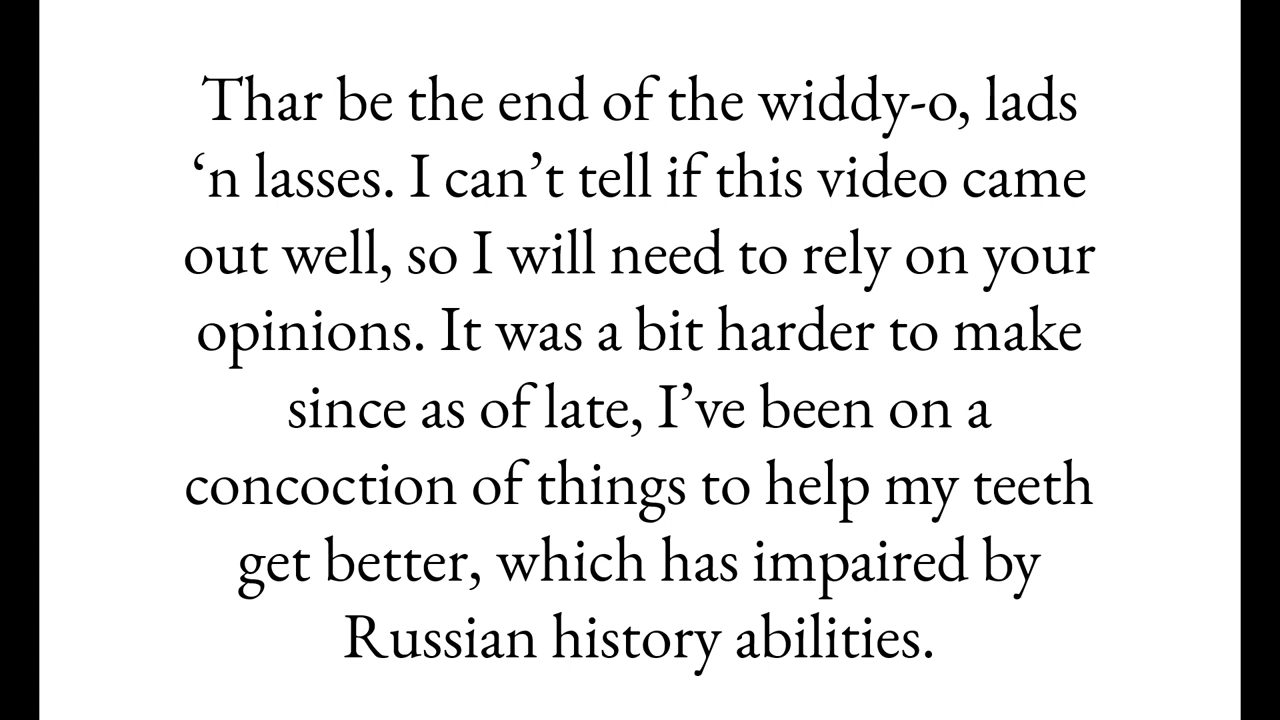 Thar be the end of the widdy-o, lads
‘n lasses. I can’t tell if this video came
out well, so I will need to rely on your
opinions. It was a bit harder to make
since as of late, I’ve been on a
concoction of things to help my teeth
get better, which has impaired by
Russian history abilities.